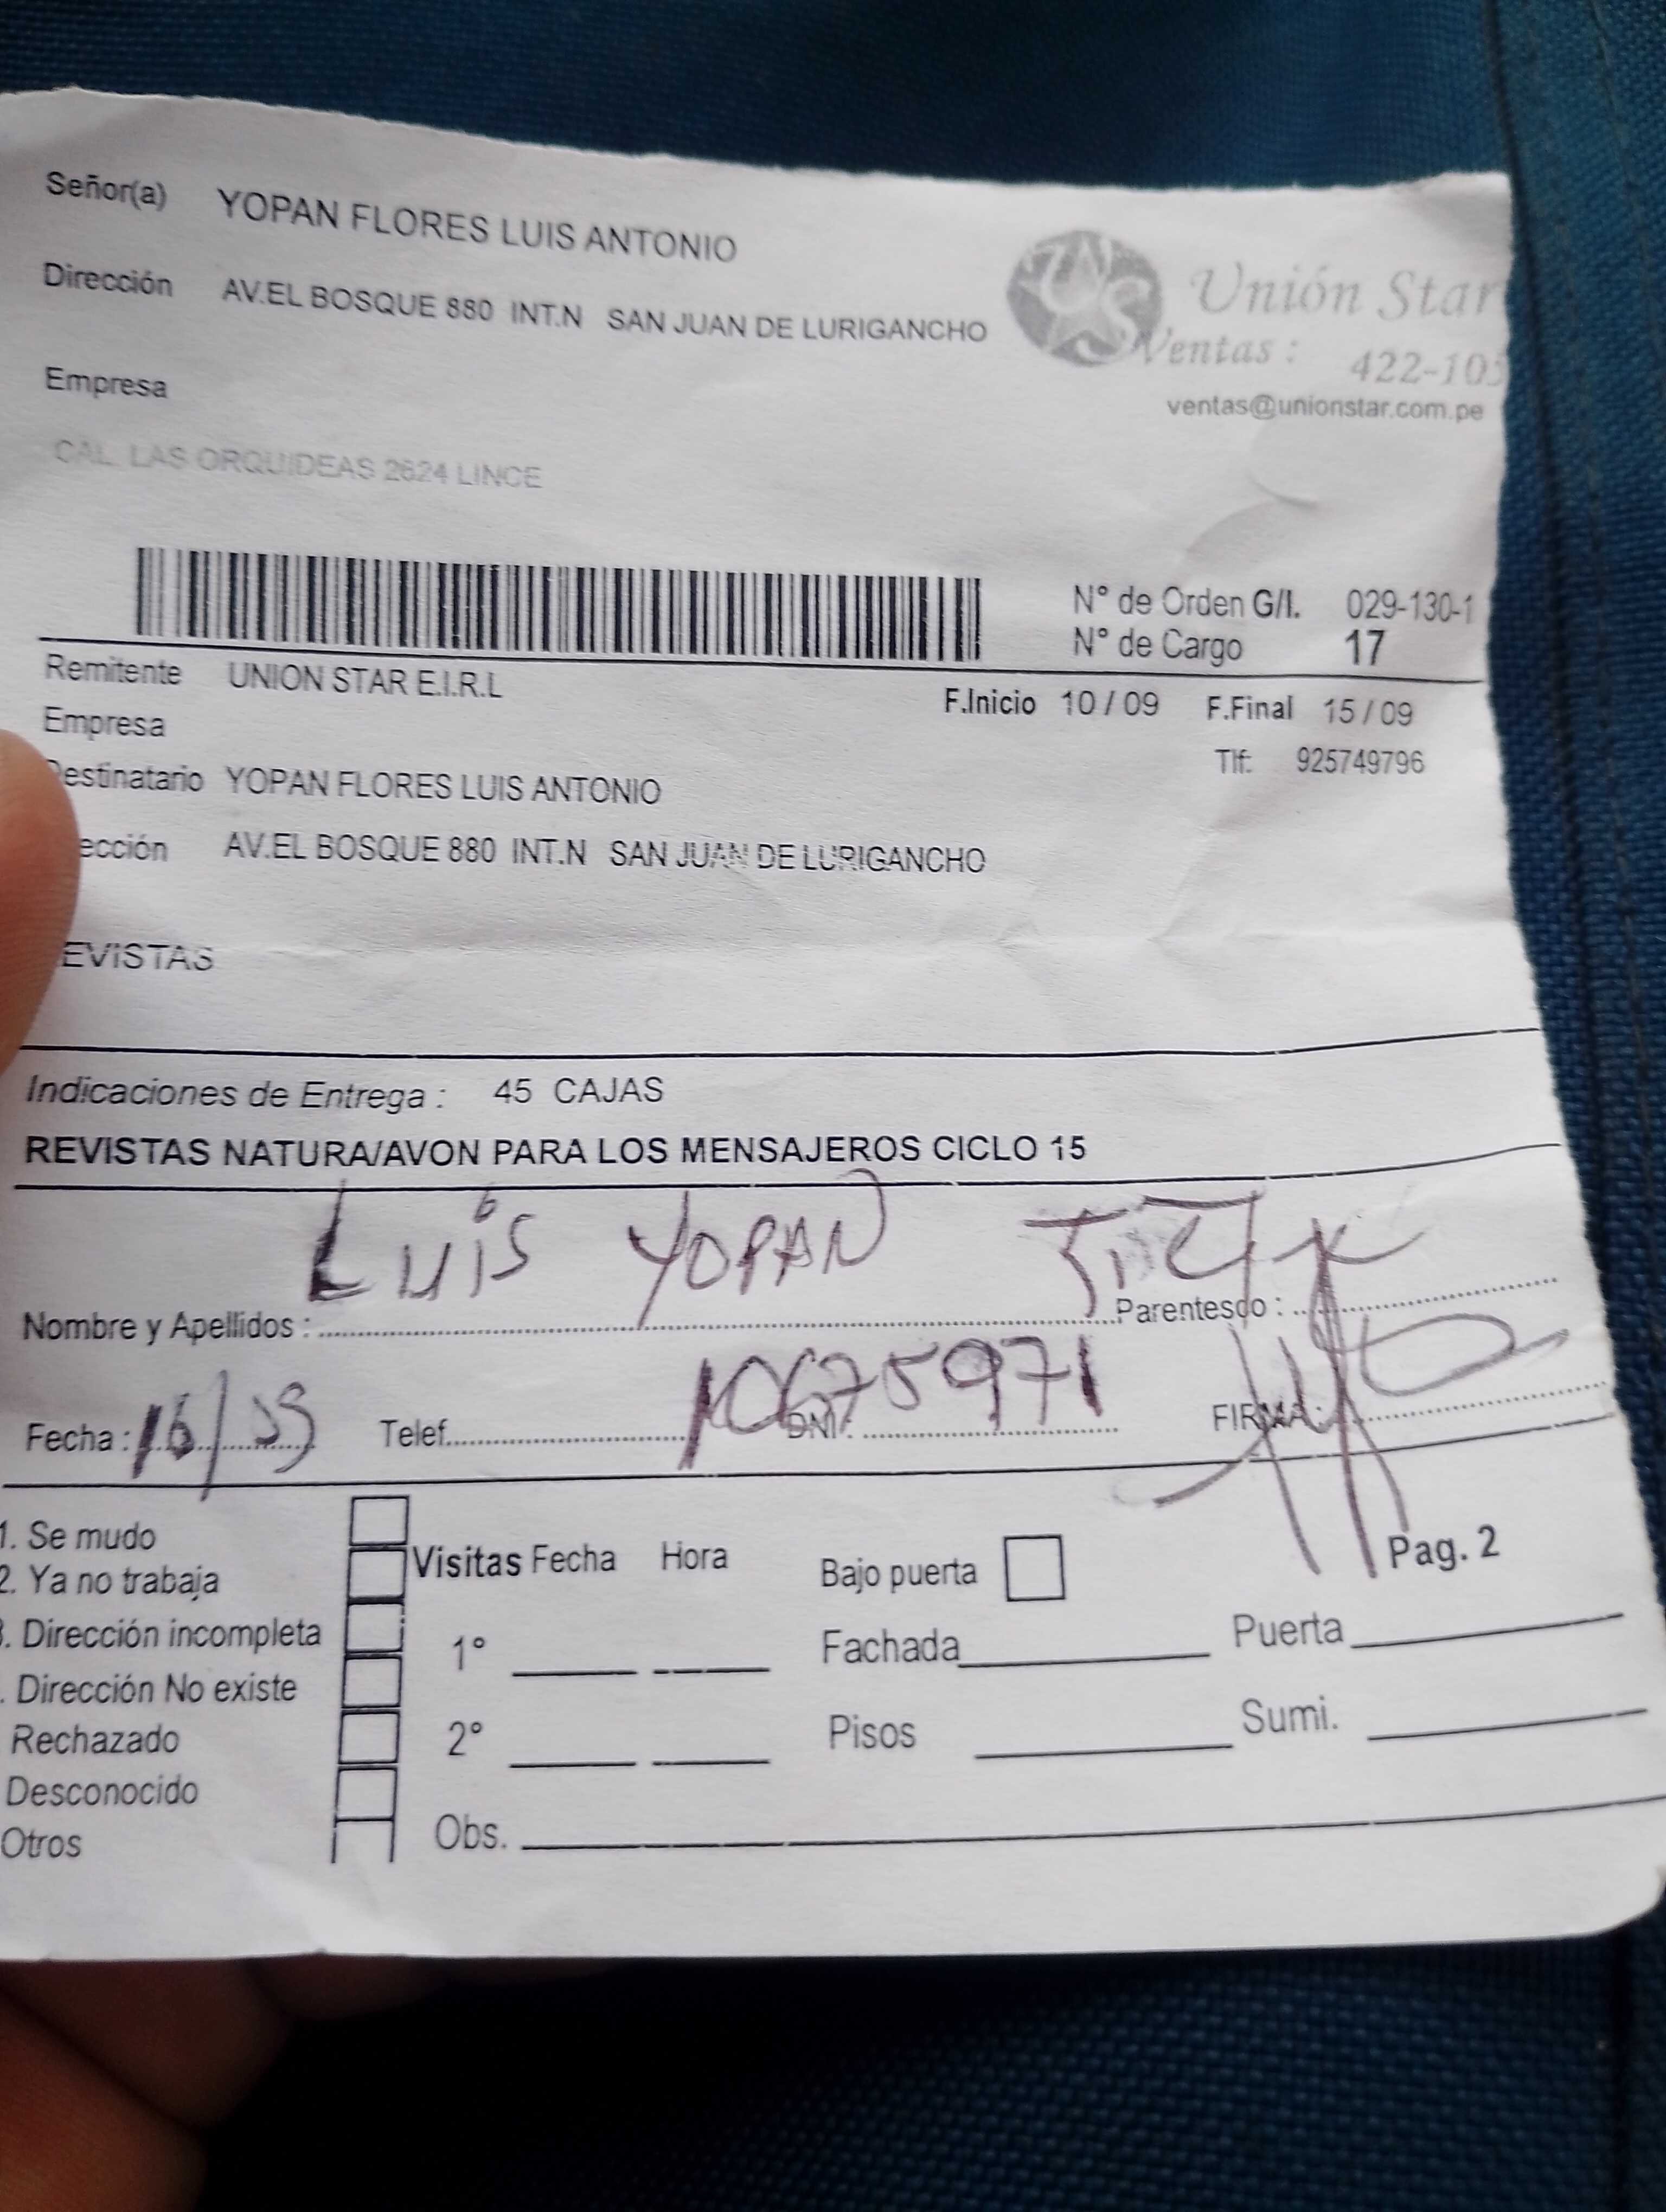 Señor(a) YOPAN FLORES LUIS ANTONIO
Dirección AV.EL BOSQUE 880 INT.N SAN JUAN DE LURIGANCHO
Unión Star
Ventas : 422-105
ventas@unionstar.com.pe
Empresa
CAL. LAS ORQUIDEAS 2624 LINCE
N° de Orden G/I. 029-130-1
N° de Cargo 17
Remitente UNION STAR E.I.R.L
F.Inicio 10 / 09 F.Final 15 / 09
Empresa
Tlf: 925749796
Destinatario YOPAN FLORES LUIS ANTONIO
ección AV.EL BOSQUE 880 INT.N SAN JUAN DE LURIGANCHO
EVISTAS
Indicaciones de Entrega : 45 CAJAS
REVISTAS NATURA/AVON PARA LOS MENSAJEROS CICLO 15
Nombre y Apellidos : LUIS YOPAN Parentesco :
Fecha : 16/09 Telef. DNI : 10675971 FIRMA :
1. Se mudo
2. Ya no trabaja
. Dirección incompleta
. Dirección No existe
Rechazado
Desconocido
Otros
Visitas Fecha Hora
1°
2°
Obs.
Bajo puerta
Pag. 2
Fachada Puerta
Pisos Sumi.